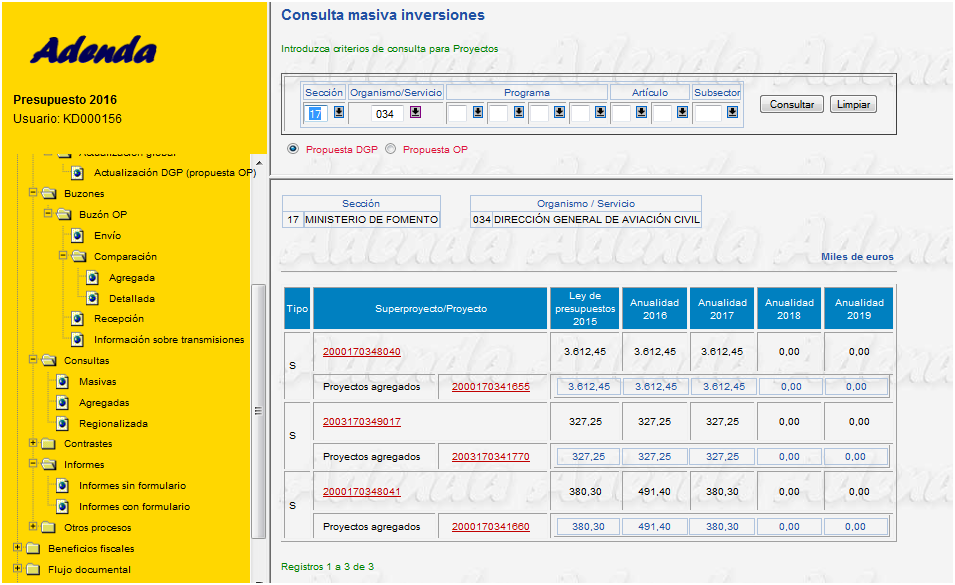 Adenda
Presupuesto 2016
Usuario: KD000156
Actualización global
Actualización DGP (propuesta OP)
Buzones
Buzón OP
Envío
Comparación
Agregada
Detallada
Recepción
Información sobre transmisiones
Consultas
Masivas
Agregadas
Regionalizada
Contrastes
Informes
Informes sin formulario
Informes con formulario
Otros procesos
Beneficios fiscales
Flujo documental
Consulta masiva inversiones
Introduzca criterios de consulta para Proyectos
Sección Organismo/Servicio Programa Artículo Subsector
17 034 Consultar Limpiar
Propuesta DGP Propuesta OP
Sección Organismo / Servicio
17 MINISTERIO DE FOMENTO 034 DIRECCIÓN GENERAL DE AVIACIÓN CIVIL
Miles de euros
Tipo Superproyecto/Proyecto Ley de presupuestos 2015 Anualidad 2016 Anualidad 2017 Anualidad 2018 Anualidad 2019
S 2000170348040 3.612,45 3.612,45 3.612,45 0,00 0,00
Proyectos agregados 2000170341655 3.612,45 3.612,45 3.612,45 0,00 0,00
S 2003170349017 327,25 327,25 327,25 0,00 0,00
Proyectos agregados 2003170341770 327,25 327,25 327,25 0,00 0,00
S 2000170348041 380,30 491,40 380,30 0,00 0,00
Proyectos agregados 2000170341660 380,30 491,40 380,30 0,00 0,00
Registros 1 a 3 de 3